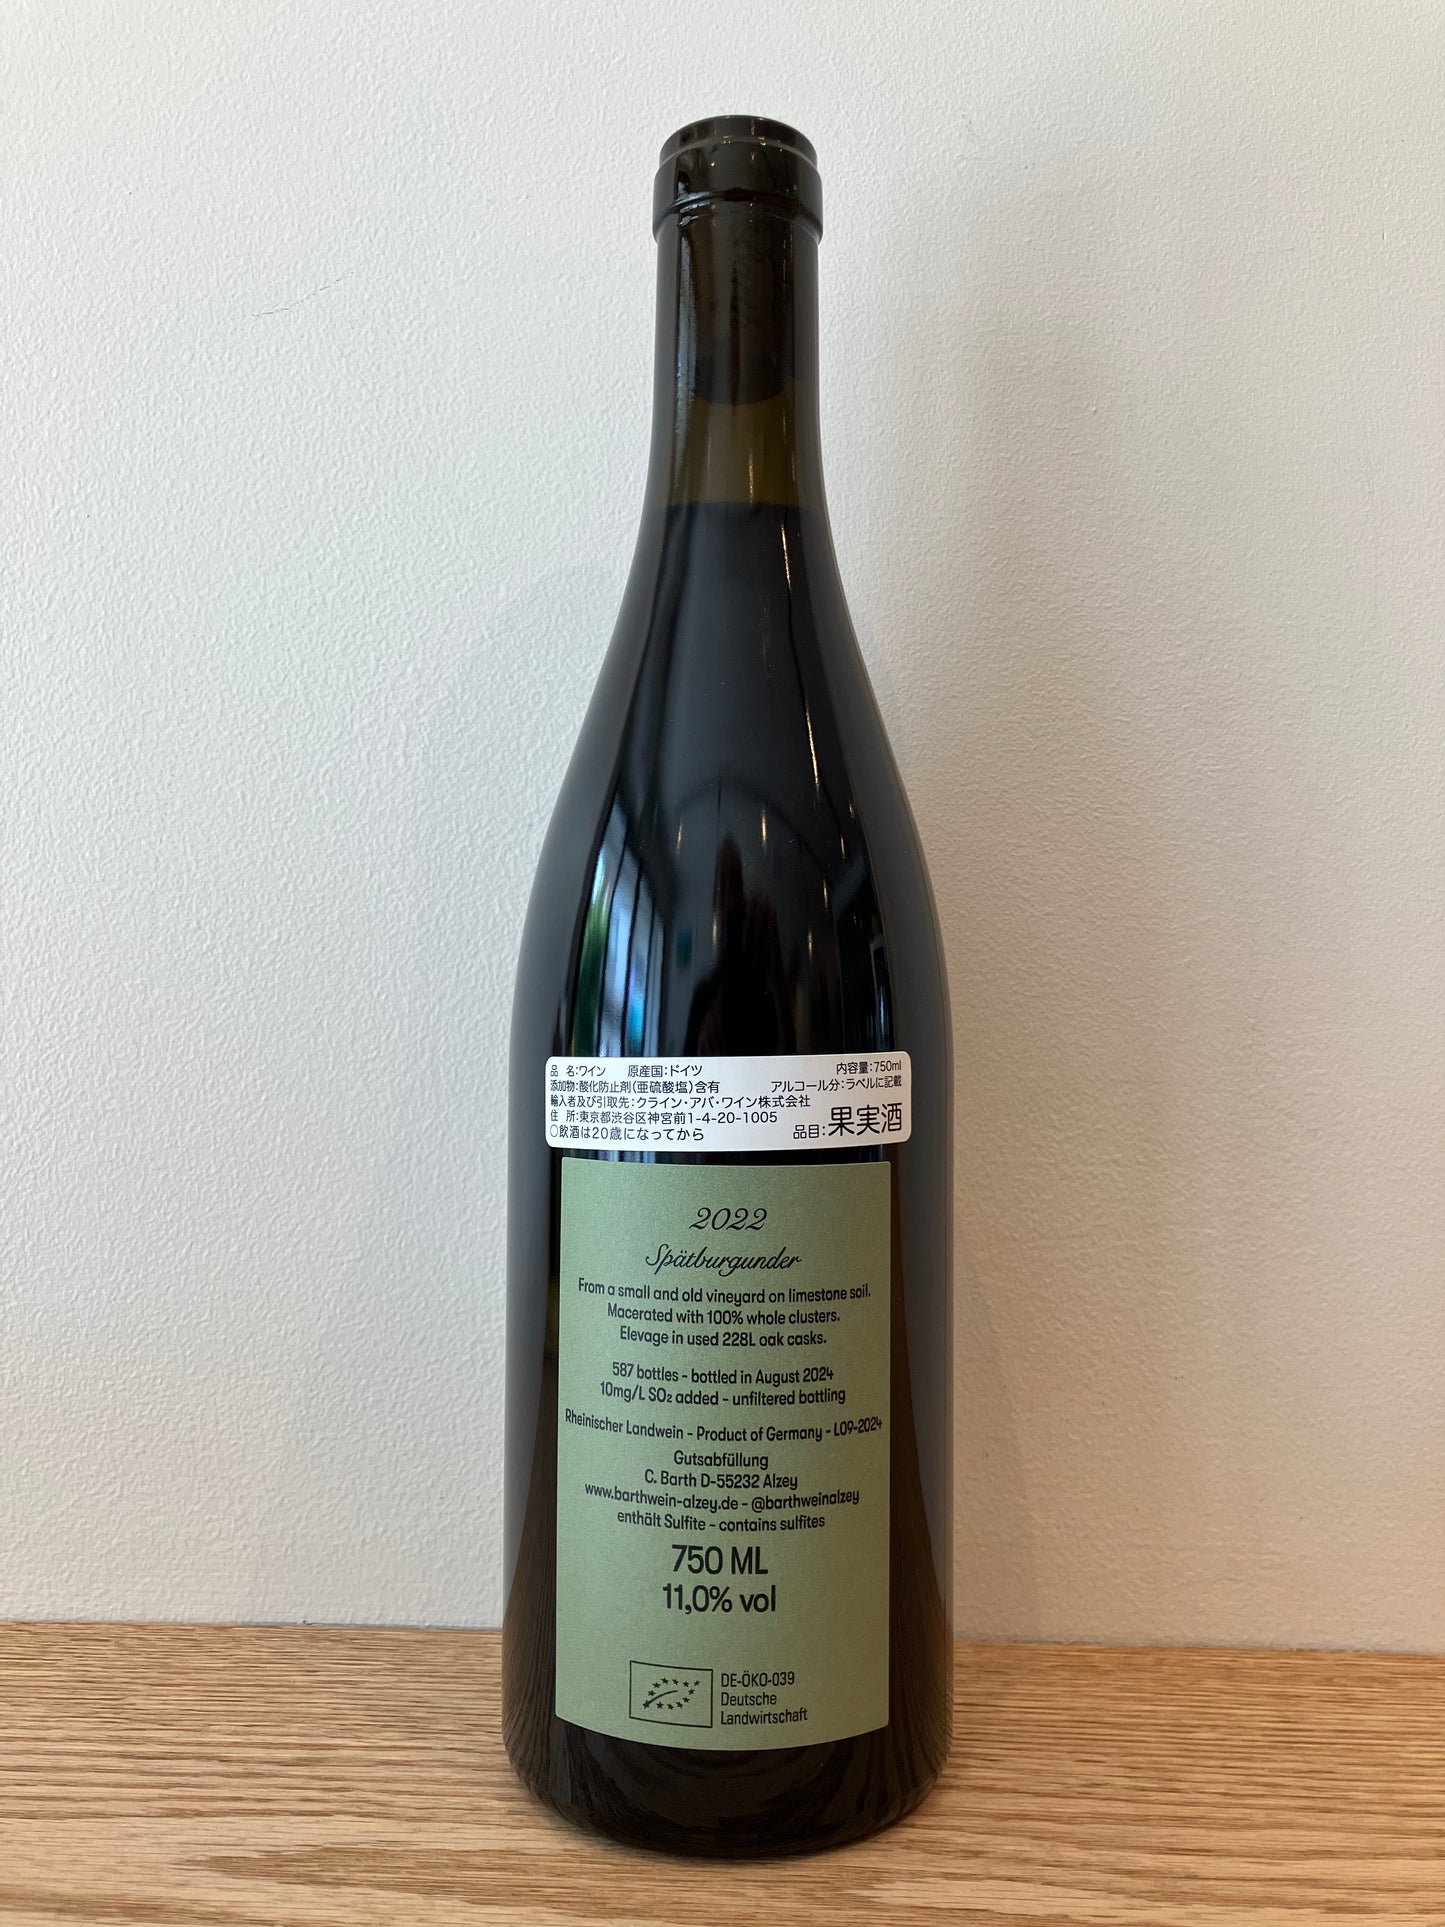 品 名:ワイン 原産国:ドイツ 内容量:750ml
添加物:酸化防止剤(亜硫酸塩)含有 アルコール分:ラベルに記載
輸入者及び引取先:クライン・アバ・ワイン株式会社
住 所:東京都渋谷区神宮前1-4-20-1005
○飲酒は20歳になってから 品目:果実酒
2022
Spätburgunder
From a small and old vineyard on limestone soil.
Macerated with 100% whole clusters.
Elevage in used 228L oak casks.
587 bottles - bottled in August 2024
10mg/L SO₂ added - unfiltered bottling
Rheinischer Landwein - Product of Germany - L09-2024
Gutsabfüllung
C. Barth D-55232 Alzey
www.barthwein-alzey.de - @barthweinalzey
enthält Sulfite - contains sulfites
750 ML
11,0% vol
DE-ÖKO-039
Deutsche
Landwirtschaft